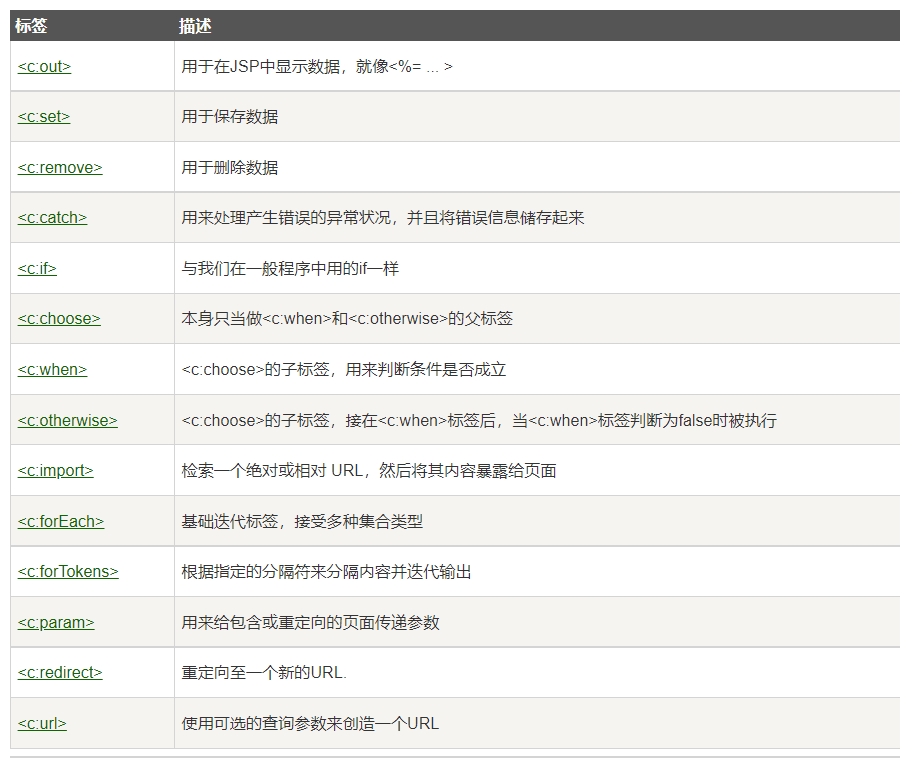 标签 描述
<c:out> 用于在JSP中显示数据，就像<%= ... >
<c:set> 用于保存数据
<c:remove> 用于删除数据
<c:catch> 用来处理产生错误的异常状况，并且将错误信息储存起来
<c:if> 与我们在一般程序中用的if一样
<c:choose> 本身只当做<c:when>和<c:otherwise>的父标签
<c:when> <c:choose>的子标签，用来判断条件是否成立
<c:otherwise> <c:choose>的子标签，接在<c:when>标签后，当<c:when>标签判断为false时被执行
<c:import> 检索一个绝对或相对 URL，然后将其内容暴露给页面
<c:forEach> 基础迭代标签，接受多种集合类型
<c:forTokens> 根据指定的分隔符来分隔内容并迭代输出
<c:param> 用来给包含或重定向的页面传递参数
<c:redirect> 重定向至一个新的URL.
<c:url> 使用可选的查询参数来创造一个URL